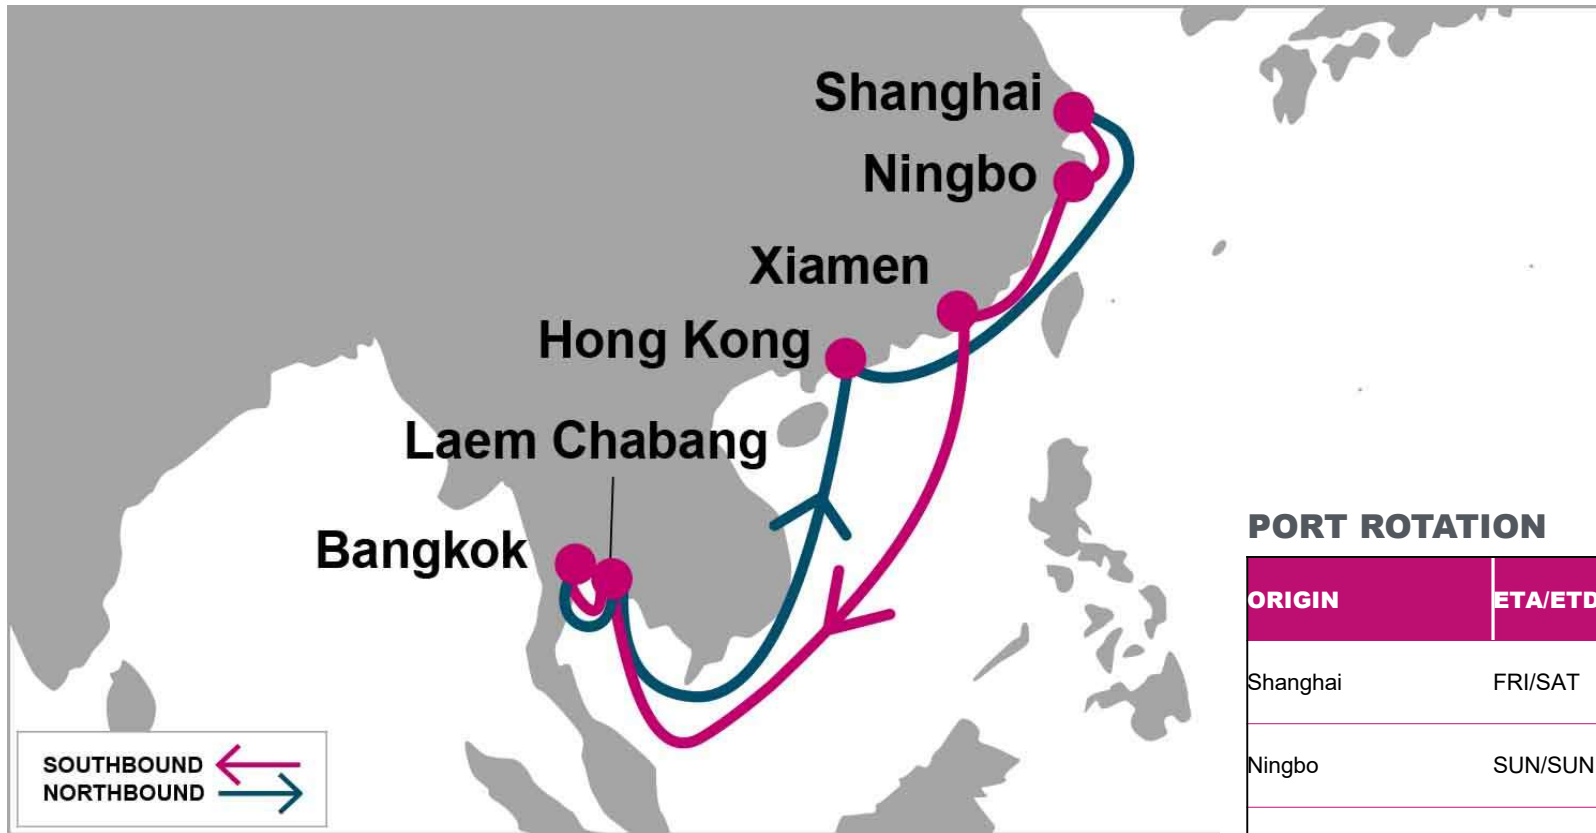 Shanghai
Ningbo
Xiamen
Hong Kong
Laem Chabang
Bangkok
SOUTHBOUND
NORTHBOUND
PORT ROTATION
ORIGIN ETA/ETD
Shanghai FRI/SAT
Ningbo SUN/SUN